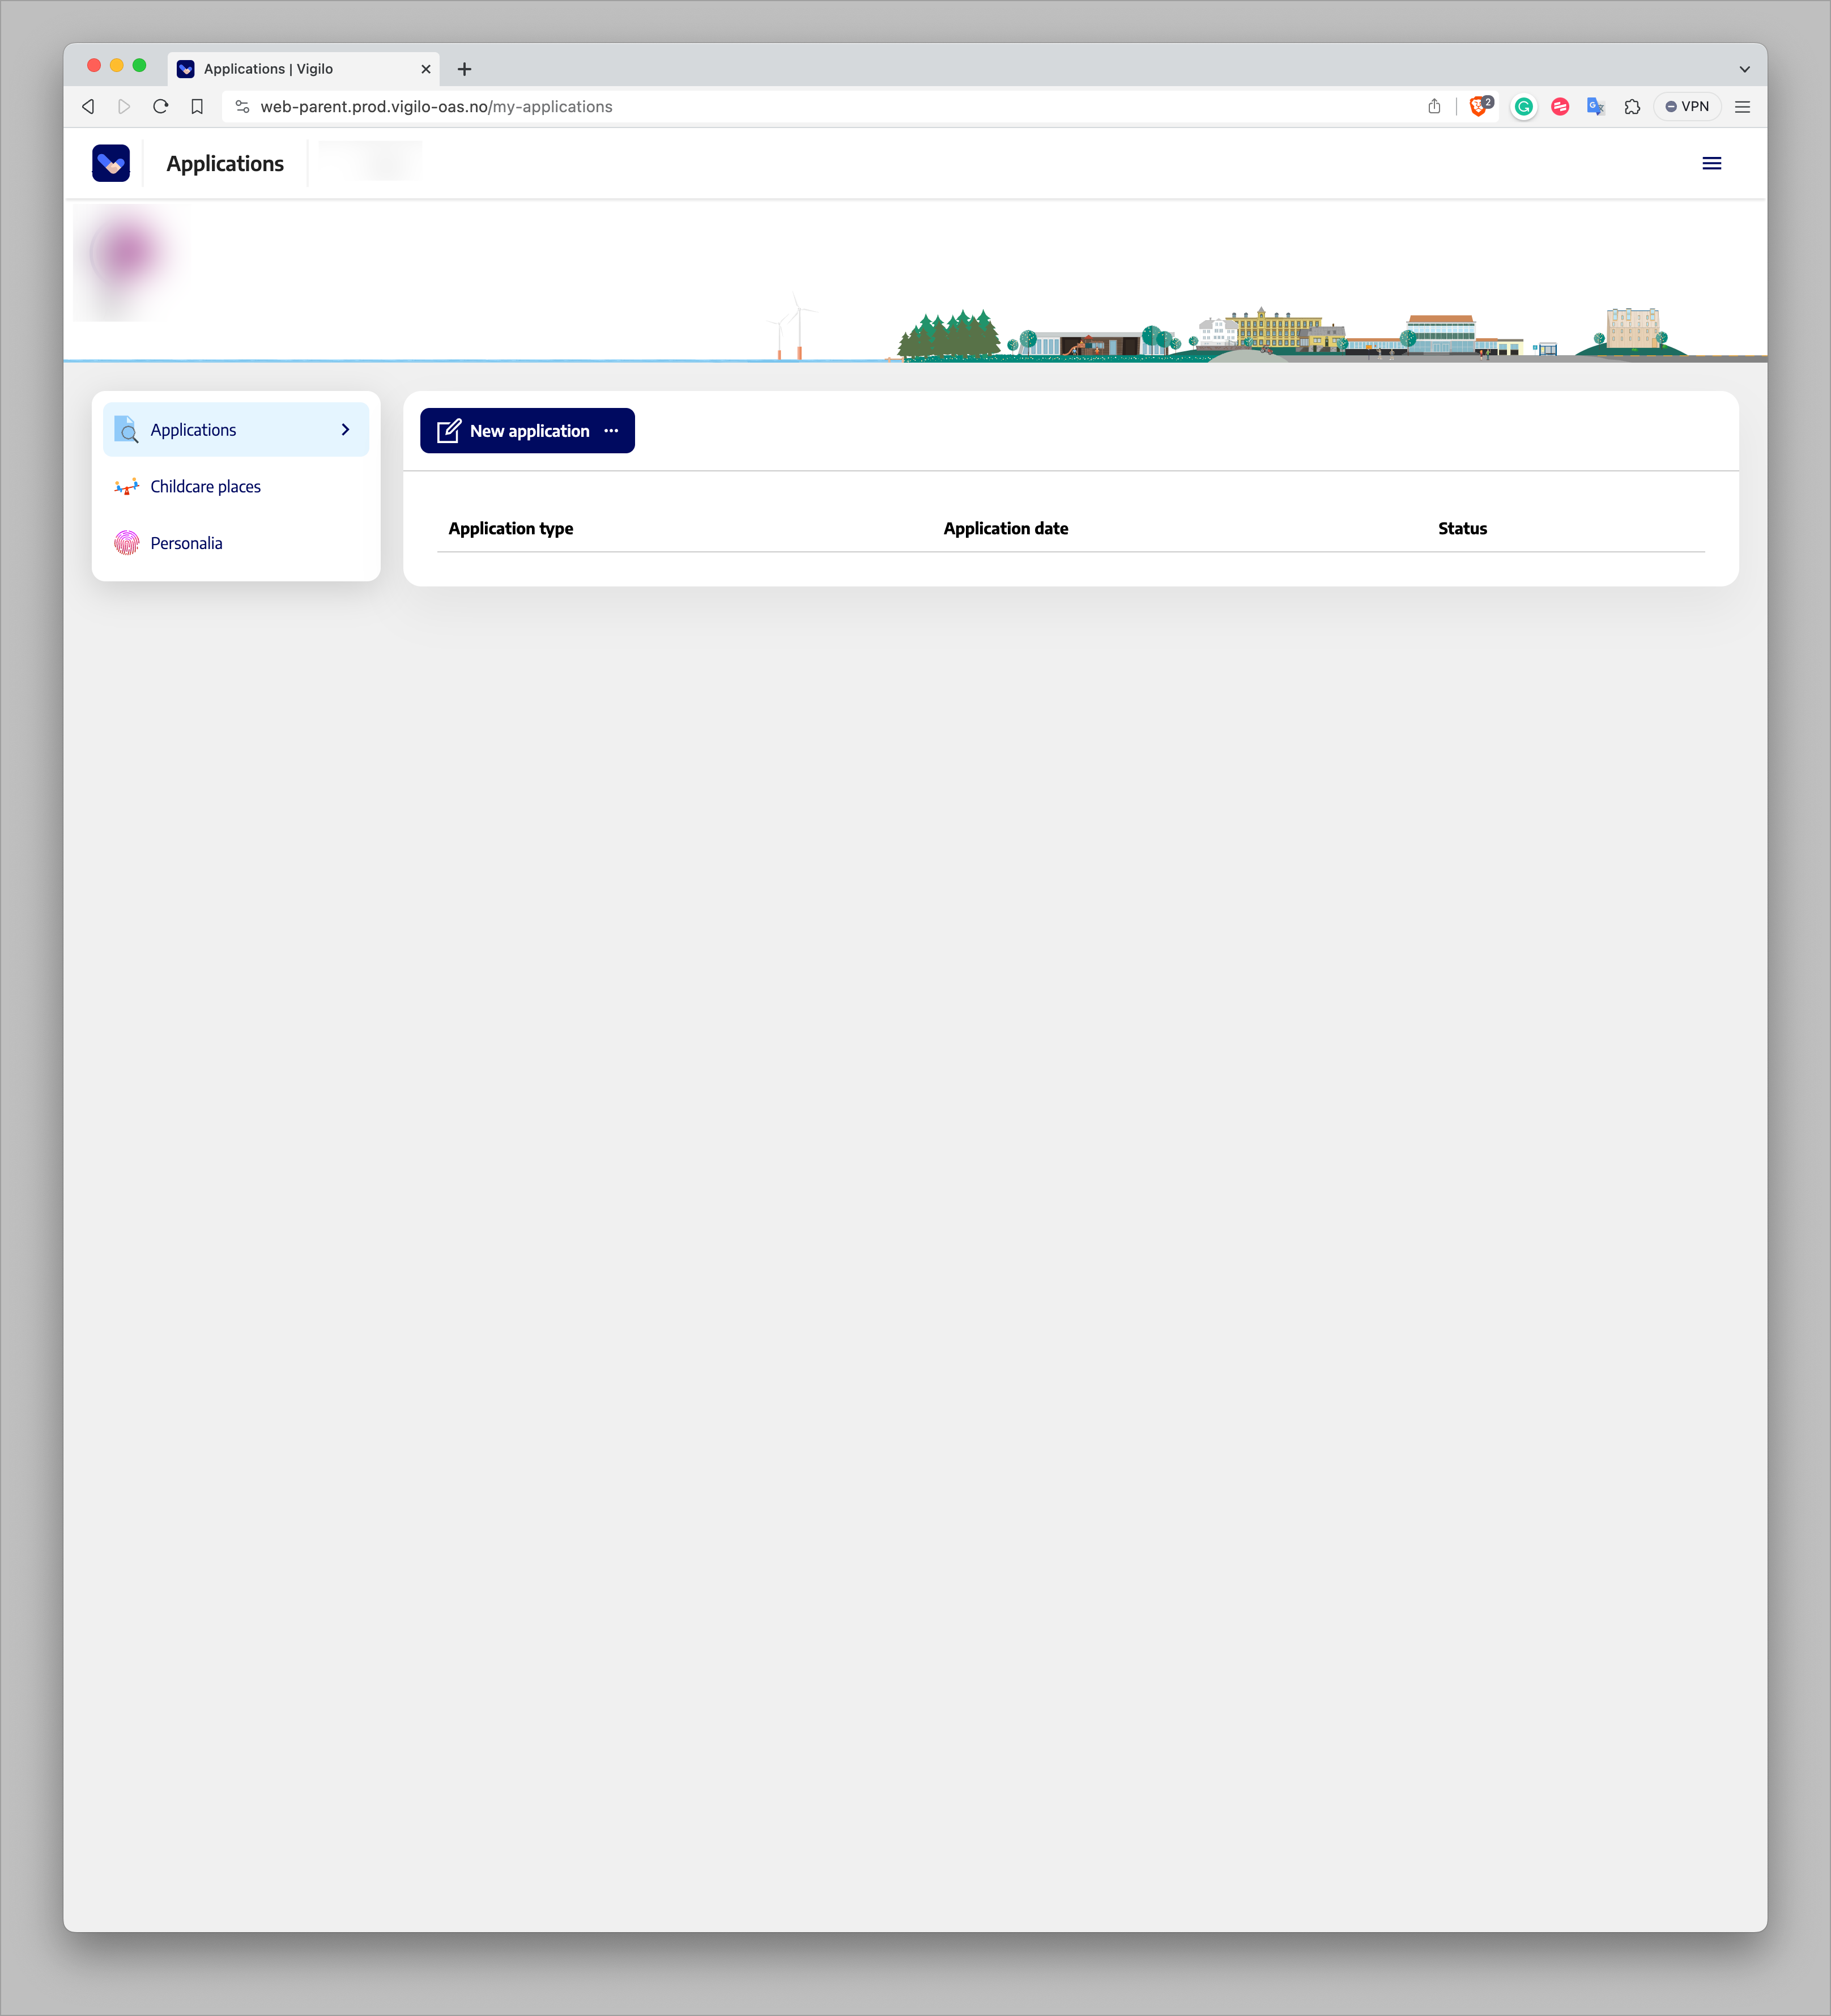 Applications | Vigilo
web-parent.prod.vigilo-oas.no/my-applications
2
VPN
Applications
Applications
Childcare places
Personalia
New application
Application type Application date Status